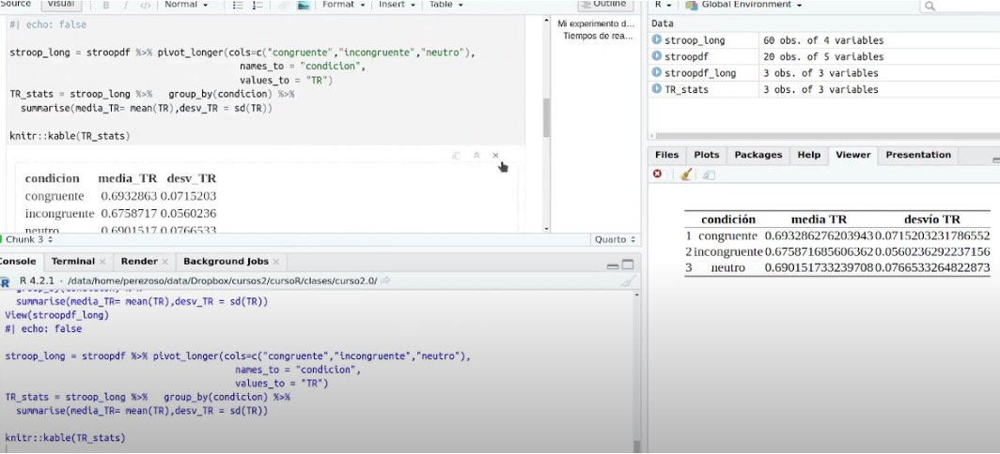 Source Visual B I </> Normal Format Insert Table Outline
#| echo: false
stroop_long = stroopdf %>% pivot_longer(cols=c("congruente","incongruente","neutro"),
names_to = "condicion",
values_to = "TR")
TR_stats = stroop_long %>% group_by(condicion) %>%
summarise(media_TR= mean(TR),desv_TR = sd(TR))
knitr::kable(TR_stats)
condicion media_TR desv_TR
congruente 0.6932863 0.0715203
incongruente 0.6758717 0.0560236
neutro 0.6901517 0.0766533
Mi experimento d...
Tiempos de rea...
Chunk 3 Quarto
Console Terminal Render Background Jobs
R 4.2.1 · /data/home/perezoso/data/Dropbox/cursos2/cursoR/clases/curso2.0/
group_by(condicion) %>%
summarise(media_TR= mean(TR),desv_TR = sd(TR))
View(stroopdf_long)
#| echo: false
stroop_long = stroopdf %>% pivot_longer(cols=c("congruente","incongruente","neutro"),
names_to = "condicion",
values_to = "TR")
TR_stats = stroop_long %>% group_by(condicion) %>%
summarise(media_TR= mean(TR),desv_TR = sd(TR))
knitr::kable(TR_stats)
R Global Environment
Data
stroop_long 60 obs. of 4 variables
stroopdf 20 obs. of 5 variables
stroopdf_long 3 obs. of 3 variables
TR_stats 3 obs. of 3 variables
Files Plots Packages Help Viewer Presentation
condición media TR desvío TR
1 congruente 0.693286276203943 0.0715203231786552
2 incongruente 0.675871685606362 0.0560236292237156
3 neutro 0.690151733239708 0.0766533264822873